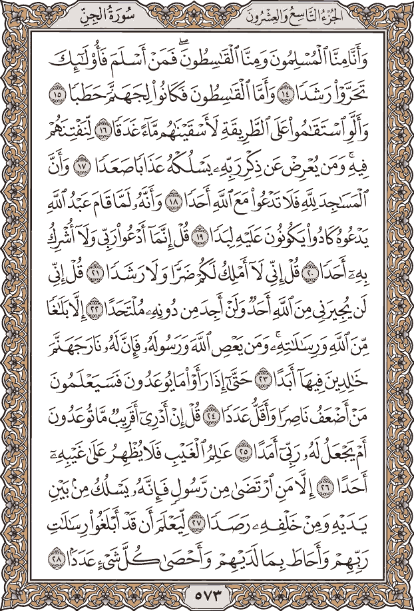 الجزء التاسع والعشرون سورة الجن
وَأَنَّا مِنَّا ٱلْمُسْلِمُونَ وَمِنَّا ٱلْقَـٰسِطُونَ ۖ فَمَنْ أَسْلَمَ فَأُو۟لَـٰٓئِكَ
تَحَرَّوْا۟ رَشَدًا ١٤ وَأَمَّا ٱلْقَـٰسِطُونَ فَكَانُوا۟ لِجَهَنَّمَ حَطَبًا ١٥
وَأَلَّوِ ٱسْتَقَـٰمُوا۟ عَلَى ٱلطَّرِيقَةِ لَأَسْقَيْنَـٰهُم مَّآءً غَدَقًا ١٦ لِّنَفْتِنَهُمْ
فِيهِ ۚ وَمَن يُعْرِضْ عَن ذِكْرِ رَبِّهِۦ يَسْلُكْهُ عَذَابًا صَعَدًا ١٧ وَأَنَّ
ٱلْمَسَـٰجِدَ لِلَّهِ فَلَا تَدْعُوا۟ مَعَ ٱللَّهِ أَحَدًا ١٨ وَأَنَّهُۥ لَمَّا قَامَ عَبْدُ ٱللَّهِ
يَدْعُوهُ كَادُوا۟ يَكُونُونَ عَلَيْهِ لِبَدًا ١٩ قُلْ إِنَّمَآ أَدْعُوا۟ رَبِّى وَلَآ أُشْرِكُ
بِهِۦٓ أَحَدًا ٢٠ قُلْ إِنِّى لَآ أَمْلِكُ لَكُمْ ضَرًّا وَلَا رَشَدًا ٢١ قُلْ إِنِّى
لَن يُجِيرَنِى مِنَ ٱللَّهِ أَحَدٌ وَلَنْ أَجِدَ مِن دُونِهِۦ مُلْتَحَدًا ٢٢ إِلَّا بَلَـٰغًا
مِّنَ ٱللَّهِ وَرِسَـٰلَـٰتِهِۦ ۚ وَمَن يَعْصِ ٱللَّهَ وَرَسُولَهُۥ فَإِنَّ لَهُۥ نَارَ جَهَنَّمَ
خَـٰلِدِينَ فِيهَآ أَبَدًا ٢٣ حَتَّىٰٓ إِذَا رَأَوْا۟ مَا يُوعَدُونَ فَسَيَعْلَمُونَ
مَنْ أَضْعَفُ نَاصِرًا وَأَقَلُّ عَدَدًا ٢٤ قُلْ إِنْ أَدْرِىٓ أَقَرِيبٌ مَّا تُوعَدُونَ
أَمْ يَجْعَلُ لَهُۥ رَبِّىٓ أَمَدًا ٢٥ عَـٰلِمُ ٱلْغَيْبِ فَلَا يُظْهِرُ عَلَىٰ غَيْبِهِۦٓ
أَحَدًا ٢٦ إِلَّا مَنِ ٱرْتَضَىٰ مِن رَّسُولٍ فَإِنَّهُۥ يَسْلُكُ مِنۢ بَيْنِ
يَدَيْهِ وَمِنْ خَلْفِهِۦ رَصَدًا ٢٧ لِّيَعْلَمَ أَن قَدْ أَبْلَغُوا۟ رِسَـٰلَـٰتِ
رَبِّهِمْ وَأَحَاطَ بِمَا لَدَيْهِمْ وَأَحْصَىٰ كُلَّ شَىْءٍ عَدَدًا ٢٨
٥٧٣